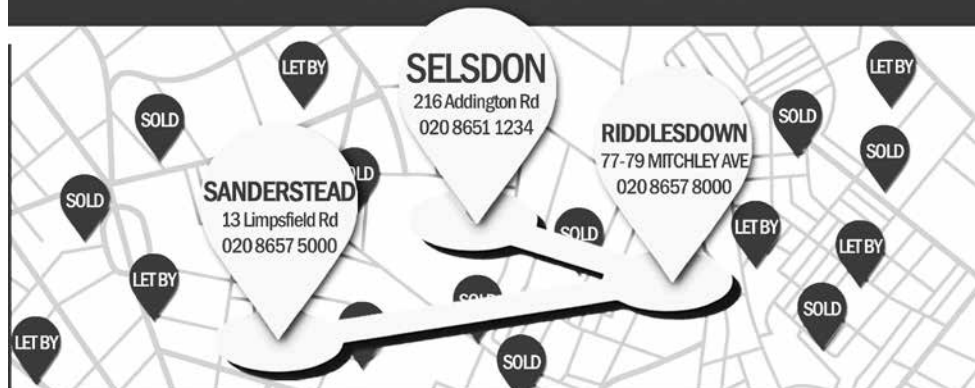 SELSDON
216 Addington Rd
020 8651 1234
RIDDLESDOWN
77-79 MITCHLEY AVE
020 8657 8000
SANDERSTEAD
13 Limpsfield Rd
020 8657 5000
LET BY
SOLD
SOLD
LET BY
LET BY
LET BY
SOLD
SOLD
LET BY
LET BY
SOLD
SOLD
SOLD